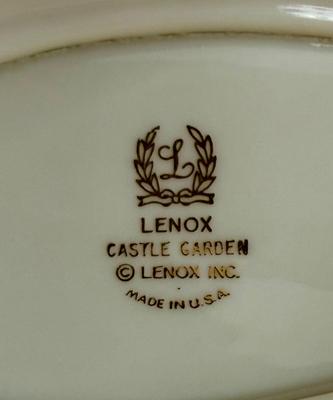 L
LENOX
CASTLE GARDEN
© LENOX INC.
MADE IN U.S.A.